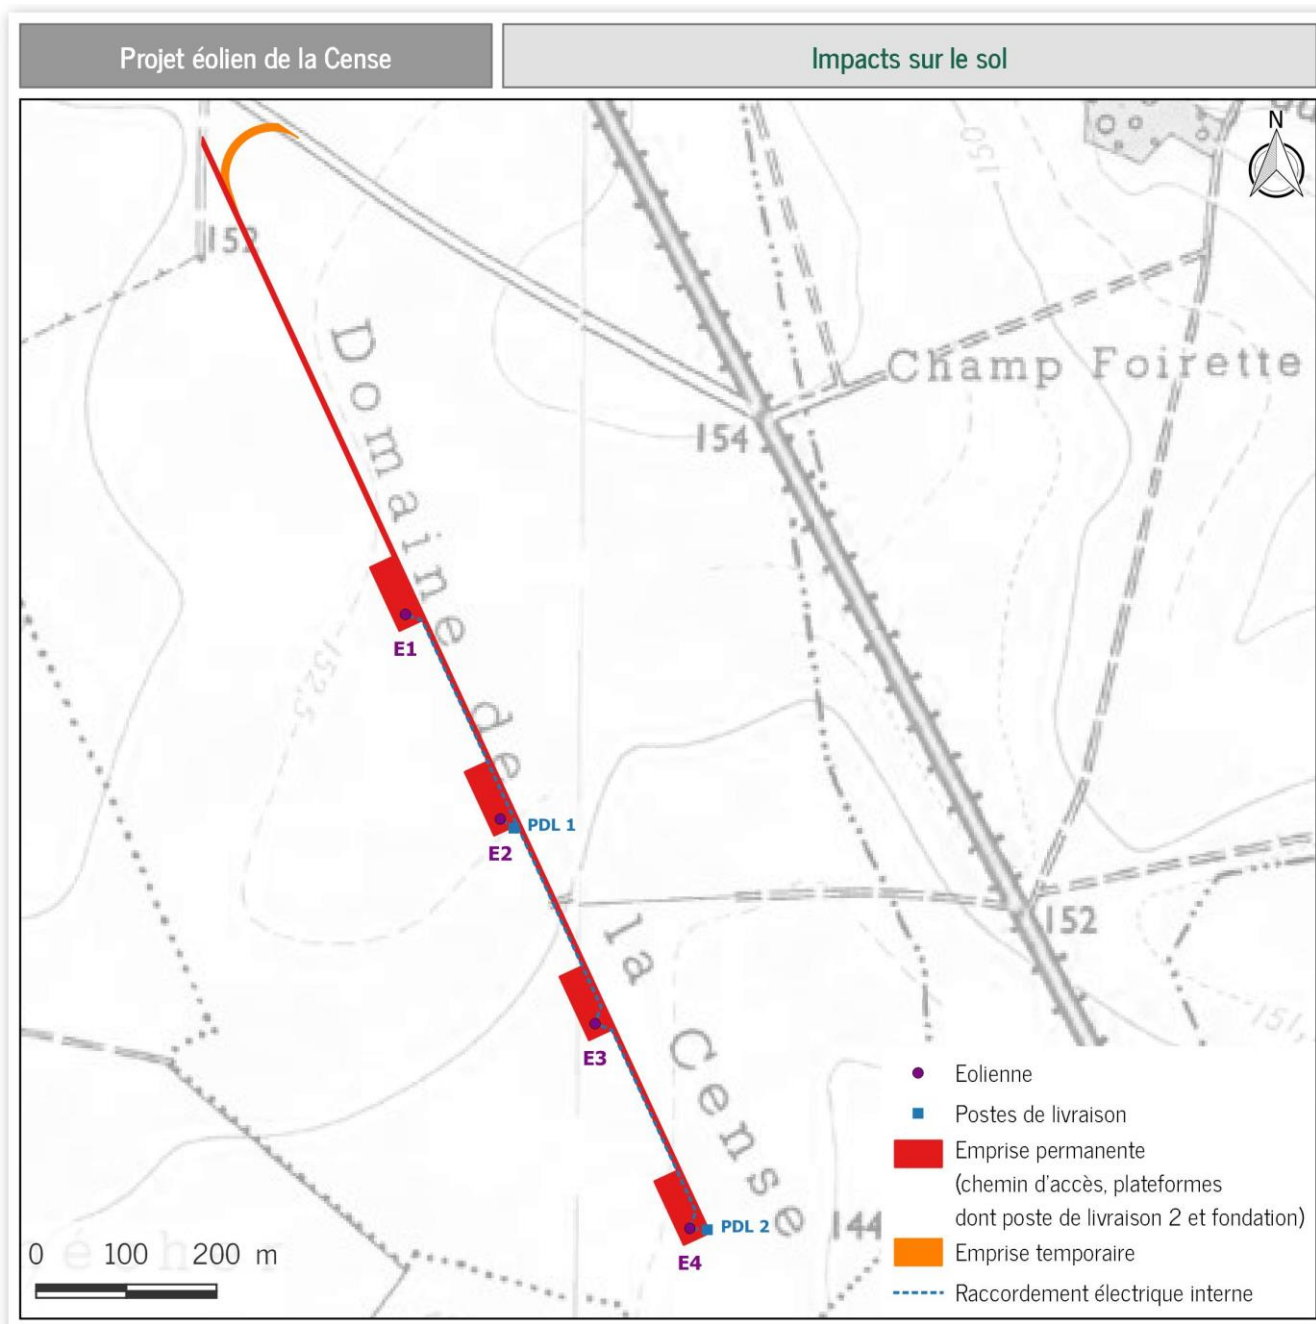 Projet éolien de la Cense
Impacts sur le sol
N
150
152
Domaine de la Cense
Champ Foirette
154
E1
152,5
PDL 1
E2
152
E3
151,
PDL 2
144
E4
0 100 200 m
Eolienne
Postes de livraison
Emprise permanente
(chemin d'accès, plateformes
dont poste de livraison 2 et fondation)
Emprise temporaire
Raccordement électrique interne